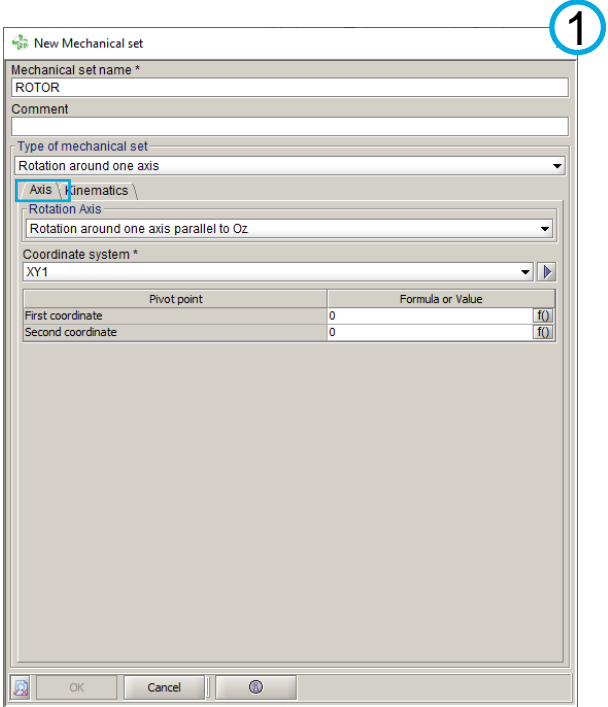 1
New Mechanical set
Mechanical set name *
ROTOR
Comment
Type of mechanical set
Rotation around one axis
Axis Kinematics
Rotation Axis
Rotation around one axis parallel to Oz
Coordinate system *
XY1
Pivot point Formula or Value
First coordinate 0 f()
Second coordinate 0 f()
OK Cancel